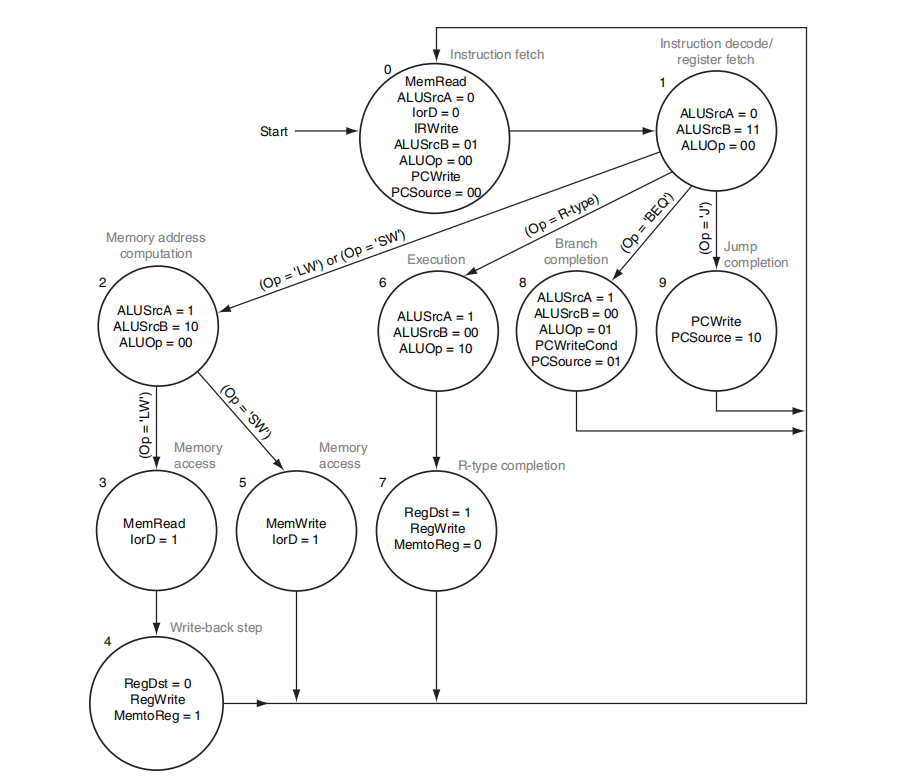 Instruction fetch
Instruction decode/
register fetch
0
MemRead
ALUSrcA = 0
IorD = 0
IRWrite
ALUSrcB = 01
ALUOp = 00
PCWrite
PCSource = 00
Start
1
ALUSrcA = 0
ALUSrcB = 11
ALUOp = 00
(Op = 'LW') or (Op = 'SW')
(Op = R-type)
(Op = 'BEQ')
(Op = 'J')
Memory address
computation
2
ALUSrcA = 1
ALUSrcB = 10
ALUOp = 00
Execution
6
ALUSrcA = 1
ALUSrcB = 00
ALUOp = 10
Branch
completion
8
ALUSrcA = 1
ALUSrcB = 00
ALUOp = 01
PCWriteCond
PCSource = 01
Jump
completion
9
PCWrite
PCSource = 10
(Op = 'LW')
(Op = 'SW')
Memory
access
3
MemRead
IorD = 1
Memory
access
5
MemWrite
IorD = 1
R-type completion
7
RegDst = 1
RegWrite
MemtoReg = 0
Write-back step
4
RegDst = 0
RegWrite
MemtoReg = 1